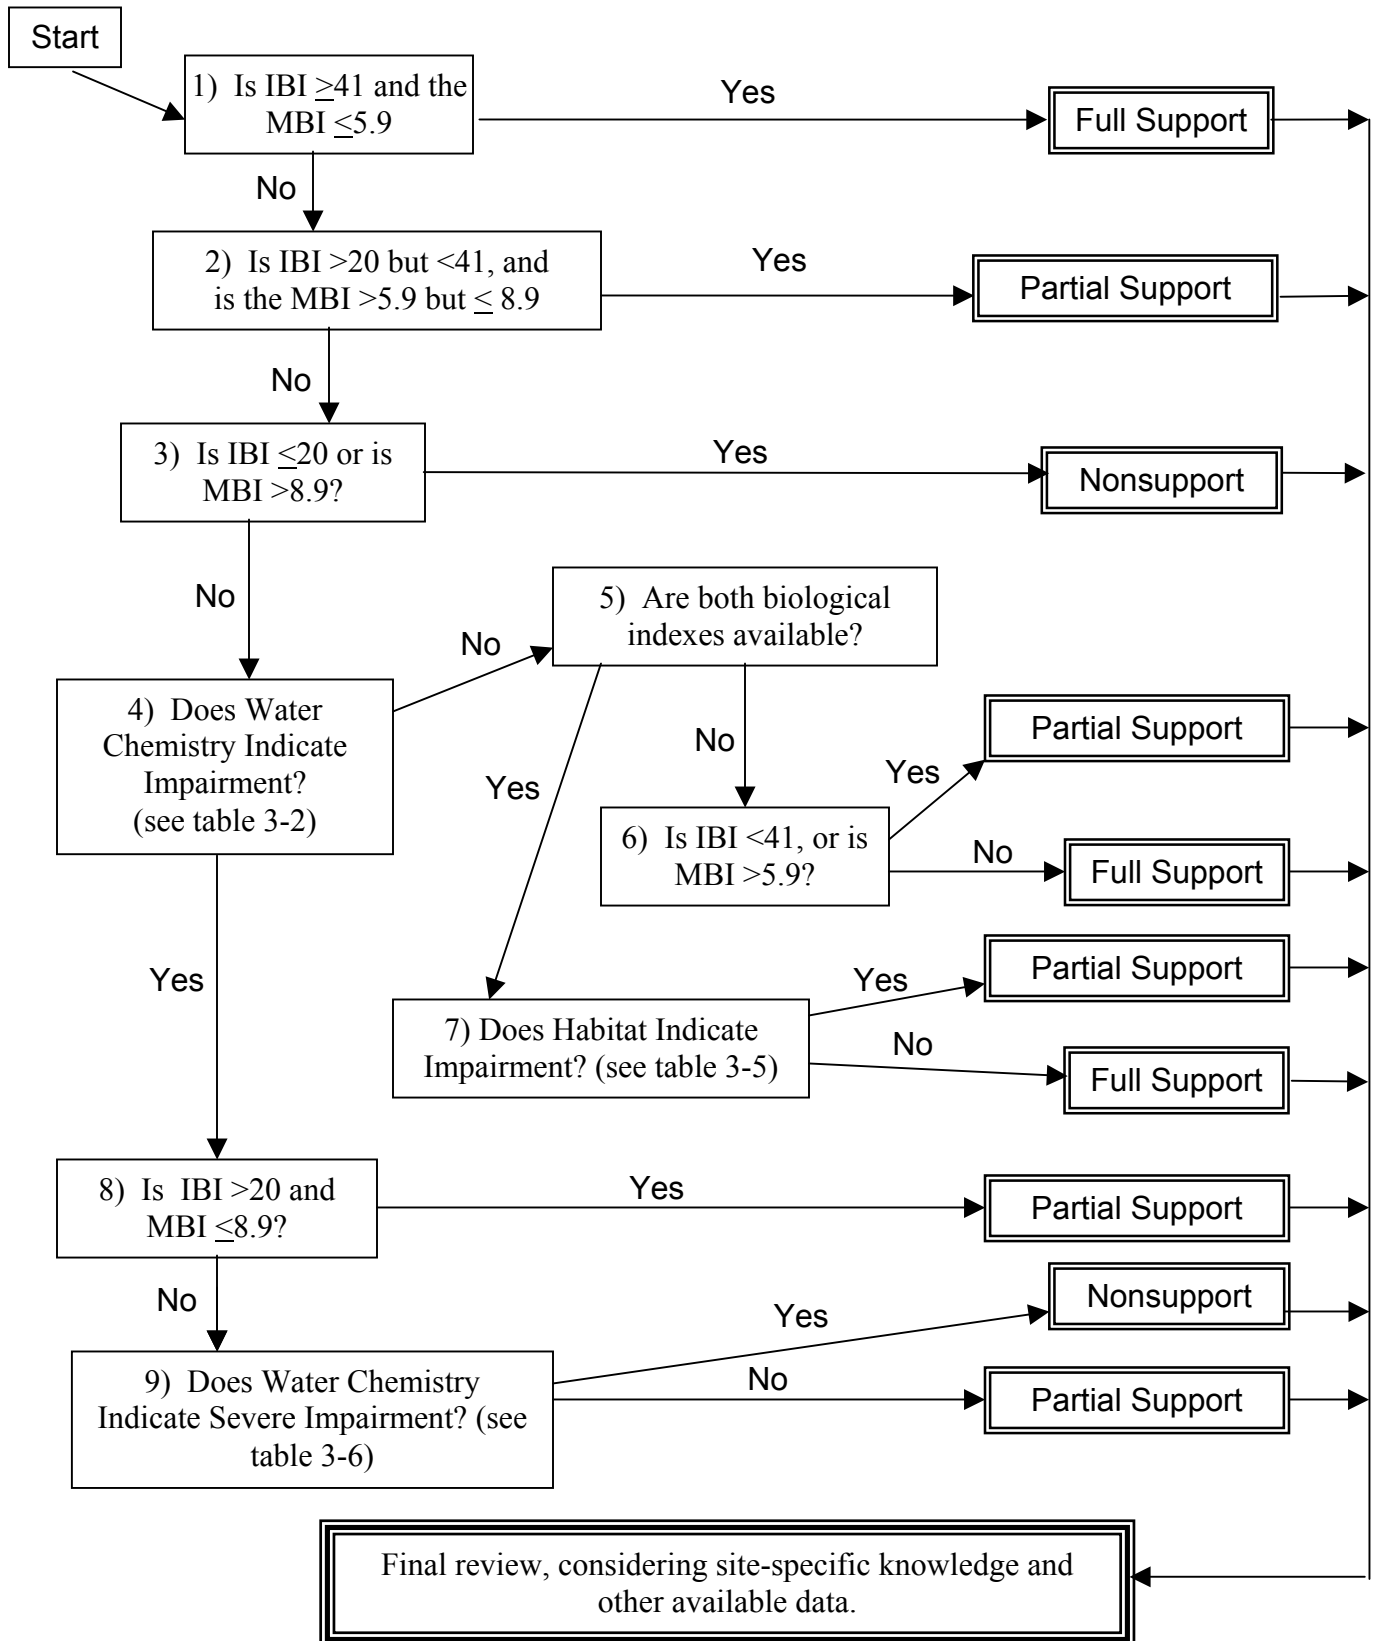 Start
1)  Is IBI ≥41 and the
MBI ≤5.9
Yes
Full Support
No
2)  Is IBI >20 but <41, and
is the MBI >5.9 but ≤ 8.9
Yes
Partial Support
No
3)  Is IBI ≤20 or is
MBI >8.9?
Yes
Nonsupport
No
4)  Does Water
Chemistry Indicate
Impairment?
(see table 3-2)
No
5)  Are both biological
indexes available?
No
Yes
6)  Is IBI <41, or is
MBI >5.9?
Yes
Partial Support
No
Full Support
7) Does Habitat Indicate
Impairment? (see table 3-5)
Yes
Partial Support
No
Full Support
Yes
8)  Is  IBI >20 and
MBI ≤8.9?
Yes
Partial Support
No
9)  Does Water Chemistry
Indicate Severe Impairment? (see
table 3-6)
Yes
Nonsupport
No
Partial Support
Final review, considering site-specific knowledge and
other available data.